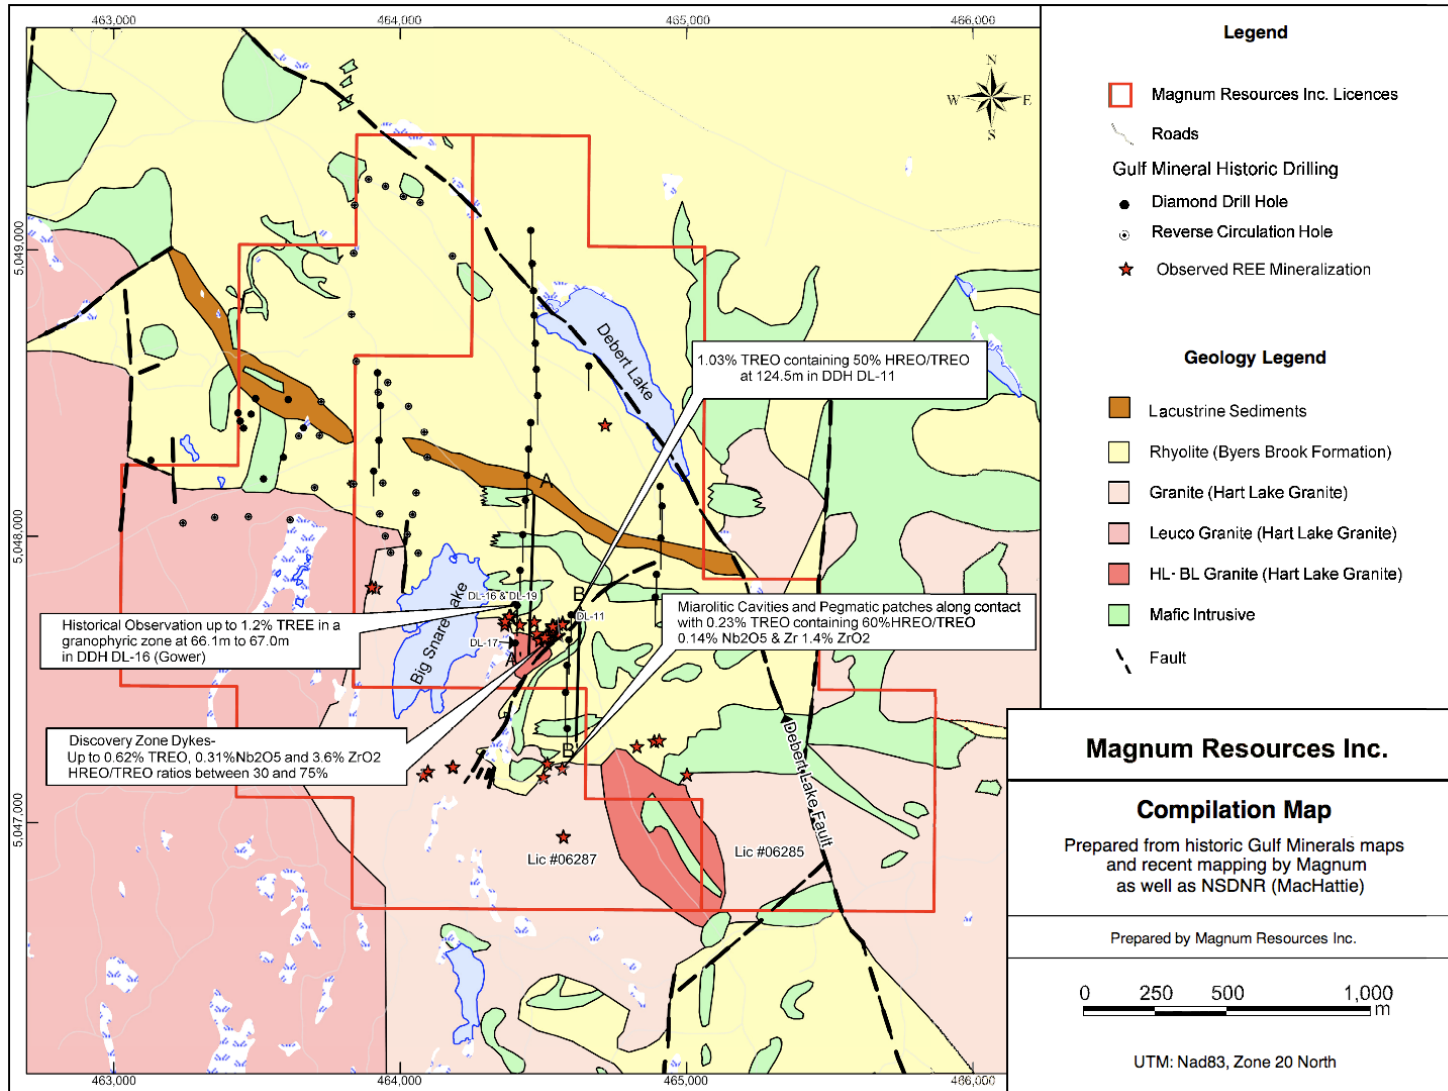 463,000
464,000
465,000
466,000
N
W
E
S
5,049,000
5,048,000
5,047,000
Debert Lake
1.03% TREO containing 50% HREO/TREO
at 124.5m in DDH DL-11
A
DL-16 & DL-19
B
DL-11
DL-17
A'
Big Snare Lake
Historical Observation up to 1.2% TREE in a
granophyric zone at 66.1m to 67.0m
in DDH DL-16 (Gower)
Miarolitic Cavities and Pegmatic patches along contact
with 0.23% TREO containing 60%HREO/TREO
0.14% Nb2O5 & Zr 1.4% ZrO2
Discovery Zone Dykes-
Up to 0.62% TREO, 0.31%Nb2O5 and 3.6% ZrO2
HREO/TREO ratios between 30 and 75%
B'
Debert Lake Fault
Lic #06287
Lic #06285
463,000
464,000
465,000
466,000
Legend
Magnum Resources Inc. Licences
Roads
Gulf Mineral Historic Drilling
Diamond Drill Hole
Reverse Circulation Hole
Observed REE Mineralization
Geology Legend
Lacustrine Sediments
Rhyolite (Byers Brook Formation)
Granite (Hart Lake Granite)
Leuco Granite (Hart Lake Granite)
HL- BL Granite (Hart Lake Granite)
Mafic Intrusive
Fault
Magnum Resources Inc.
Compilation Map
Prepared from historic Gulf Minerals maps
and recent mapping by Magnum
as well as NSDNR (MacHattie)
Prepared by Magnum Resources Inc.
0 250 500 1,000
m
UTM: Nad83, Zone 20 North